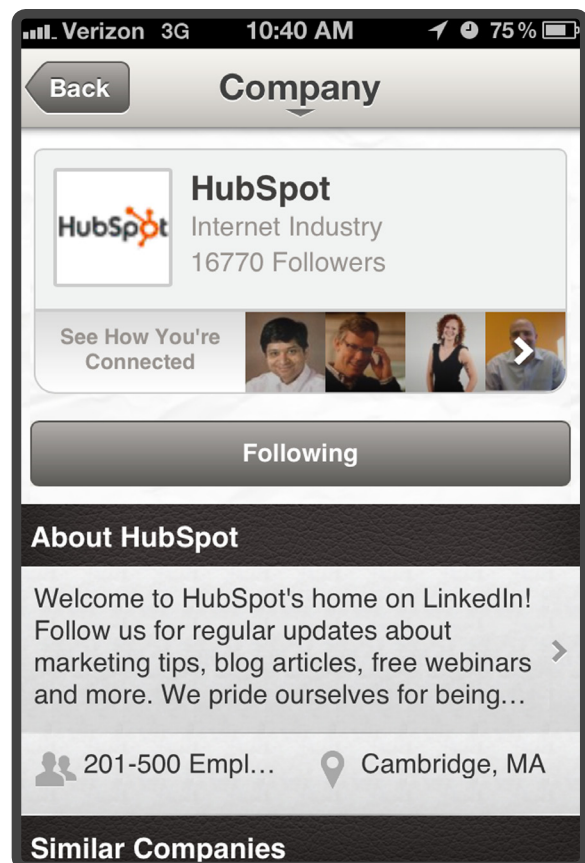 Verizon 3G 10:40 AM 75%
Back Company
HubSpot
HubSpot
Internet Industry
16770 Followers
See How You're
Connected
Following
About HubSpot
Welcome to HubSpot's home on LinkedIn!
Follow us for regular updates about
marketing tips, blog articles, free webinars
and more. We pride ourselves for being...
201-500 Empl... Cambridge, MA
Similar Companies